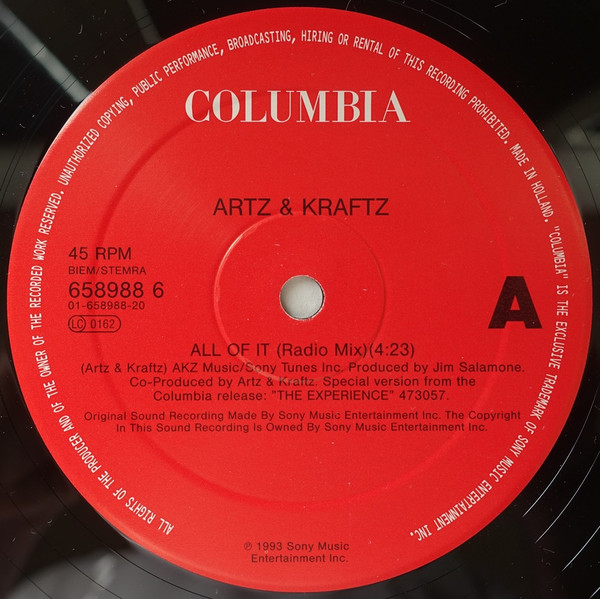 ALL RIGHTS OF THE PRODUCER AND OF THE OWNER OF THE RECORDED WORK RESERVED. UNAUTHORIZED COPYING, PUBLIC PERFORMANCE, BROADCASTING, HIRING OR RENTAL OF THIS RECORDING PROHIBITED. MADE IN HOLLAND. "COLUMBIA" IS THE EXCLUSIVE TRADEMARK OF SONY MUSIC ENTERTAINMENT INC.
COLUMBIA
ARTZ & KRAFTZ
45 RPM
BIEM/STEMRA
658988 6
01-658988-20
LC 0162
A
ALL OF IT (Radio Mix)(4:23)
(Artz & Kraftz) AKZ Music/Sony Tunes Inc. Produced by Jim Salamone.
Co-Produced by Artz & Kraftz. Special version from the
Columbia release: "THE EXPERIENCE" 473057.
Original Sound Recording Made By Sony Music Entertainment Inc. The Copyright
In This Sound Recording Is Owned By Sony Music Entertainment Inc.
℗ 1993 Sony Music
Entertainment Inc.